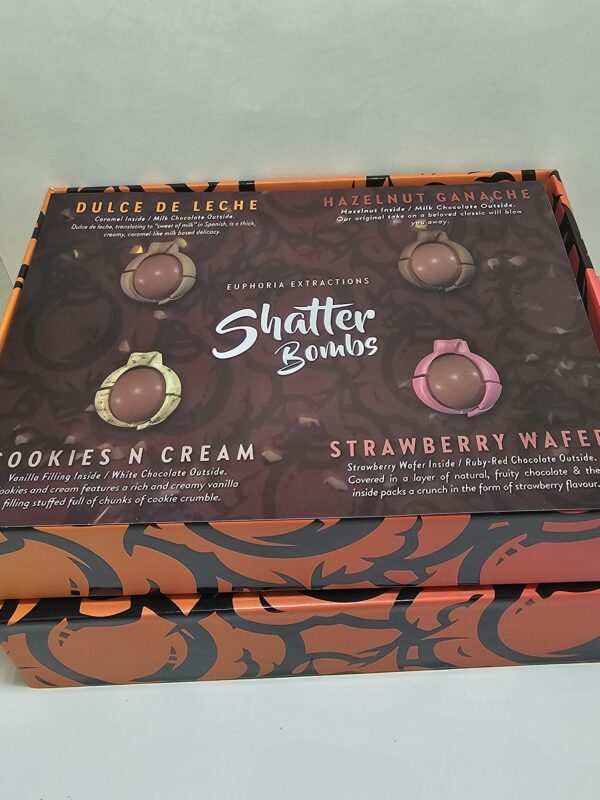 DULCE DE LECHE
Caramel Inside / Milk Chocolate Outside.
Dulce de leche, translating to "sweet of milk" in Spanish, is a thick,
creamy, caramel-like milk based delicacy.
HAZELNUT GANACHE
Hazelnut Inside / Milk Chocolate Outside.
Our original take on a beloved classic will blow
you away.
EUPHORIA EXTRACTIONS
Shatter
Bombs
COOKIES N CREAM
Vanilla Filling Inside / White Chocolate Outside.
ookies and cream features a rich and creamy vanilla
filling stuffed full of chunks of cookie crumble.
STRAWBERRY WAFER
Strawberry Wafer Inside / Ruby-Red Chocolate Outside.
Covered in a layer of natural, fruity chocolate & the
inside packs a crunch in the form of strawberry flavour.